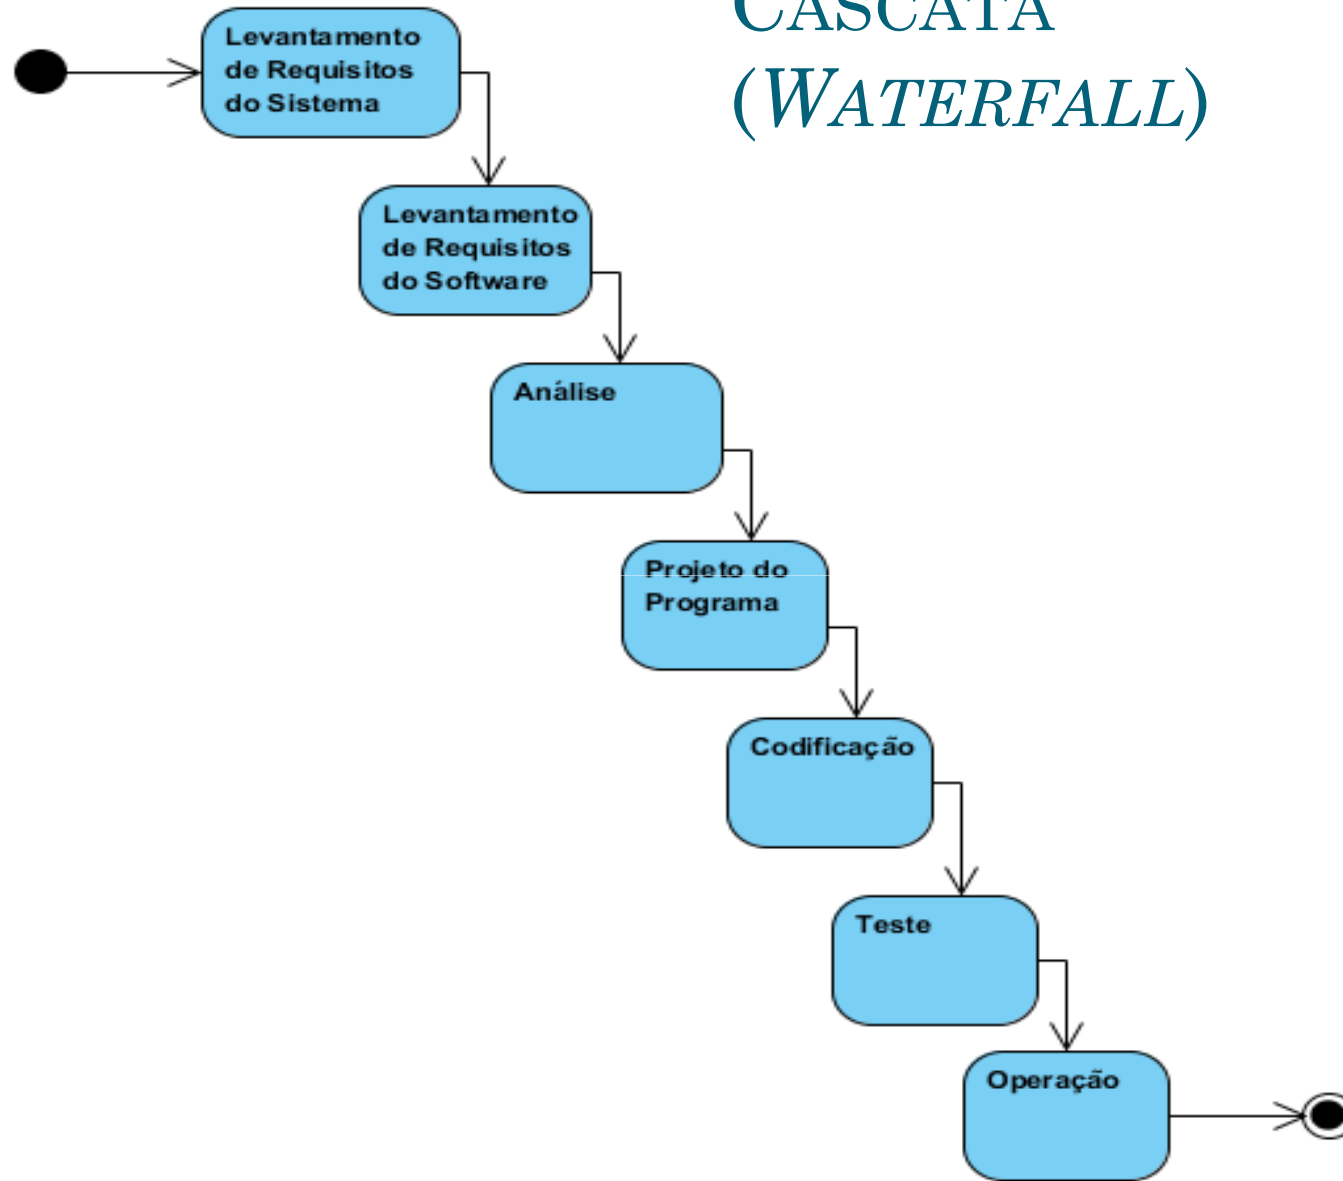 CASCATA
(WATERFALL)
Levantamento
de Requisitos
do Sistema
Levantamento
de Requisitos
do Software
Análise
Projeto do
Programa
Codificação
Teste
Operação